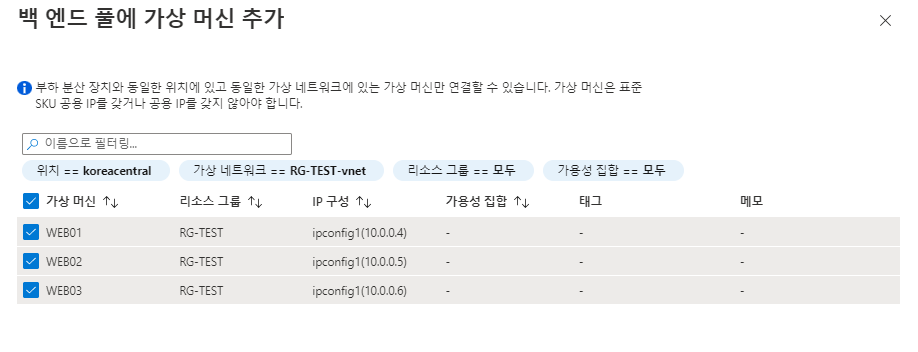 백 엔드 풀에 가상 머신 추가
부하 분산 장치와 동일한 위치에 있고 동일한 가상 네트워크에 있는 가상 머신만 연결할 수 있습니다. 가상 머신은 표준
SKU 공용 IP를 갖거나 공용 IP를 갖지 않아야 합니다.
이름으로 필터링...
위치 == koreacentral 가상 네트워크 == RG-TEST-vnet 리소스 그룹 == 모두 가용성 집합 == 모두
가상 머신 ↑↓ 리소스 그룹 ↑↓ IP 구성 ↑↓ 가용성 집합 ↑↓ 태그 메모
WEB01 RG-TEST ipconfig1(10.0.0.4) - - -
WEB02 RG-TEST ipconfig1(10.0.0.5) - - -
WEB03 RG-TEST ipconfig1(10.0.0.6) - - -